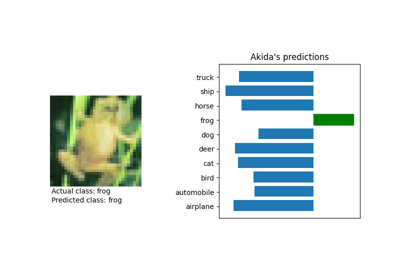 Akida's predictions
truck
ship
horse
frog
dog
deer
cat
bird
automobile
airplane
Actual class: frog
Predicted class: frog